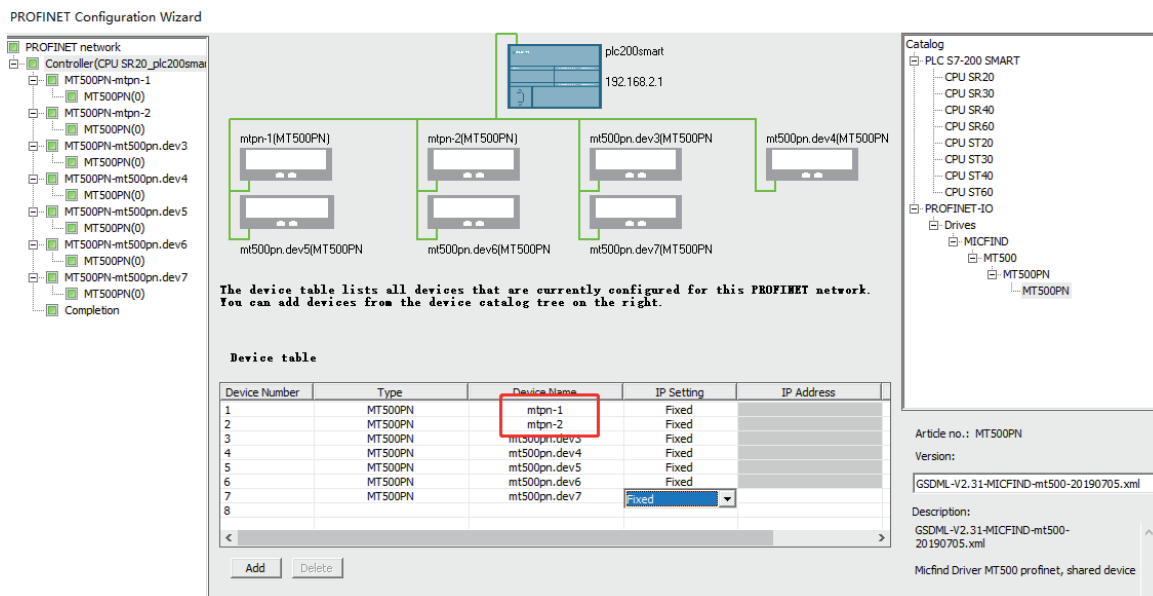 PROFINET Configuration Wizard
PROFINET network
Controller(CPU SR20_plc200smar
MT500PN-mtpn-1
MT500PN(0)
MT500PN-mtpn-2
MT500PN(0)
MT500PN-mt500pn.dev3
MT500PN(0)
MT500PN-mt500pn.dev4
MT500PN(0)
MT500PN-mt500pn.dev5
MT500PN(0)
MT500PN-mt500pn.dev6
MT500PN(0)
MT500PN-mt500pn.dev7
MT500PN(0)
Completion
plc200smart
192.168.2.1
mtpn-1(MT500PN) mtpn-2(MT500PN) mt500pn.dev3(MT500PN mt500pn.dev4(MT500PN
mt500pn.dev5(MT500PN mt500pn.dev6(MT500PN mt500pn.dev7(MT500PN
The device table lists all devices that are currently configured for this PROFINET network.
You can add devices from the device catalog tree on the right.
Device table
Device Number Type Device Name IP Setting IP Address
1 MT500PN mtpn-1 Fixed
2 MT500PN mtpn-2 Fixed
3 MT500PN mt500pn.dev3 Fixed
4 MT500PN mt500pn.dev4 Fixed
5 MT500PN mt500pn.dev5 Fixed
6 MT500PN mt500pn.dev6 Fixed
7 MT500PN mt500pn.dev7 Fixed
8
Add Delete
Catalog
PLC S7-200 SMART
CPU SR20
CPU SR30
CPU SR40
CPU SR60
CPU ST20
CPU ST30
CPU ST40
CPU ST60
PROFINET-IO
Drives
MICFIND
MT500
MT500PN
MT500PN
Article no.: MT500PN
Version:
GSDML-V2.31-MICFIND-mt500-20190705.xml
Description:
GSDML-V2.31-MICFIND-mt500-
20190705.xml
Micfind Driver MT500 profinet, shared device